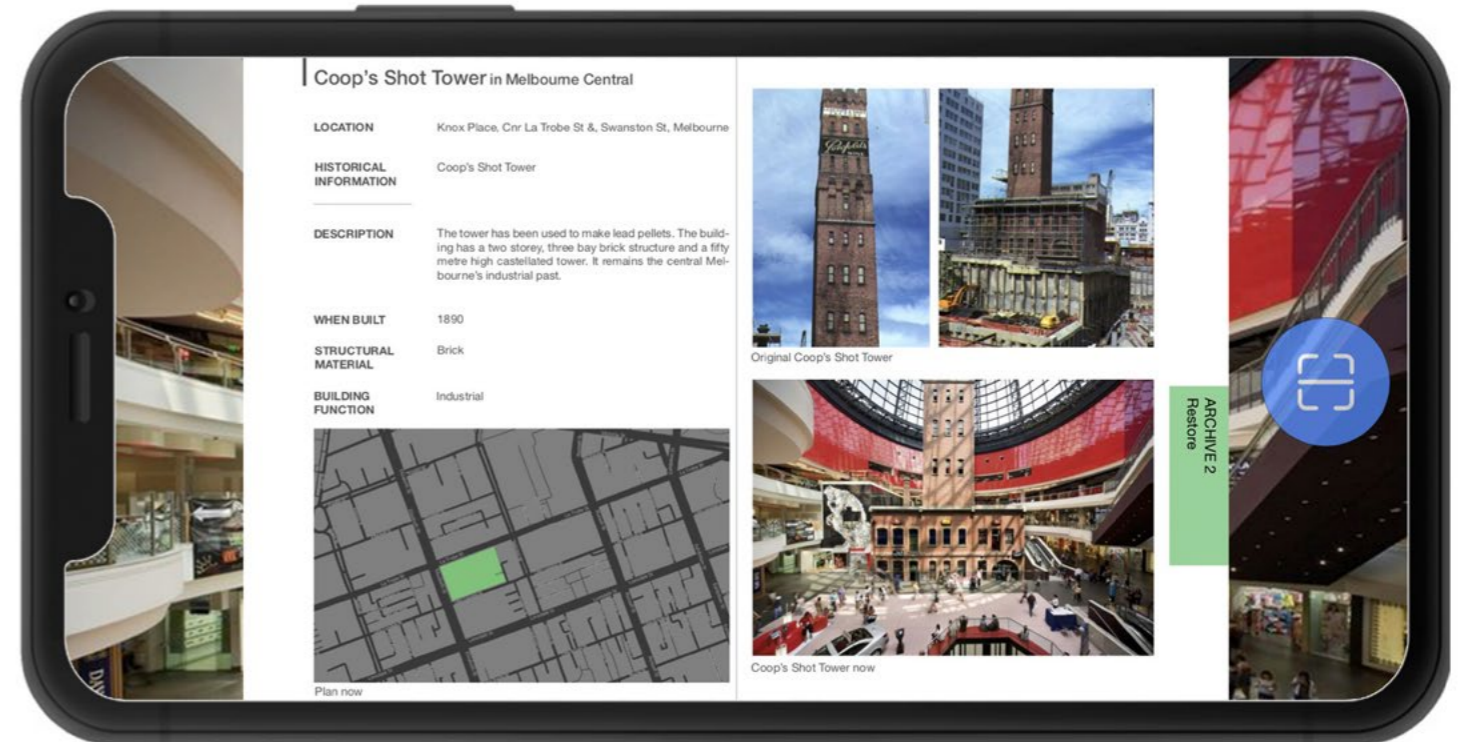 Coop's Shot Tower in Melbourne Central
LOCATION
Knox Place, Cnr La Trobe St &, Swanston St, Melbourne
HISTORICAL
INFORMATION
Coop's Shot Tower
DESCRIPTION
The tower has been used to make lead pellets. The build-
ing has a two storey, three bay brick structure and a fifty
metre high castellated tower. It remains the central Mel-
bourne's industrial past.
WHEN BUILT
1890
STRUCTURAL
MATERIAL
Brick
BUILDING
FUNCTION
Industrial
Plan now
Original Coop's Shot Tower
Coop's Shot Tower now
ARCHIVE 2
Restore